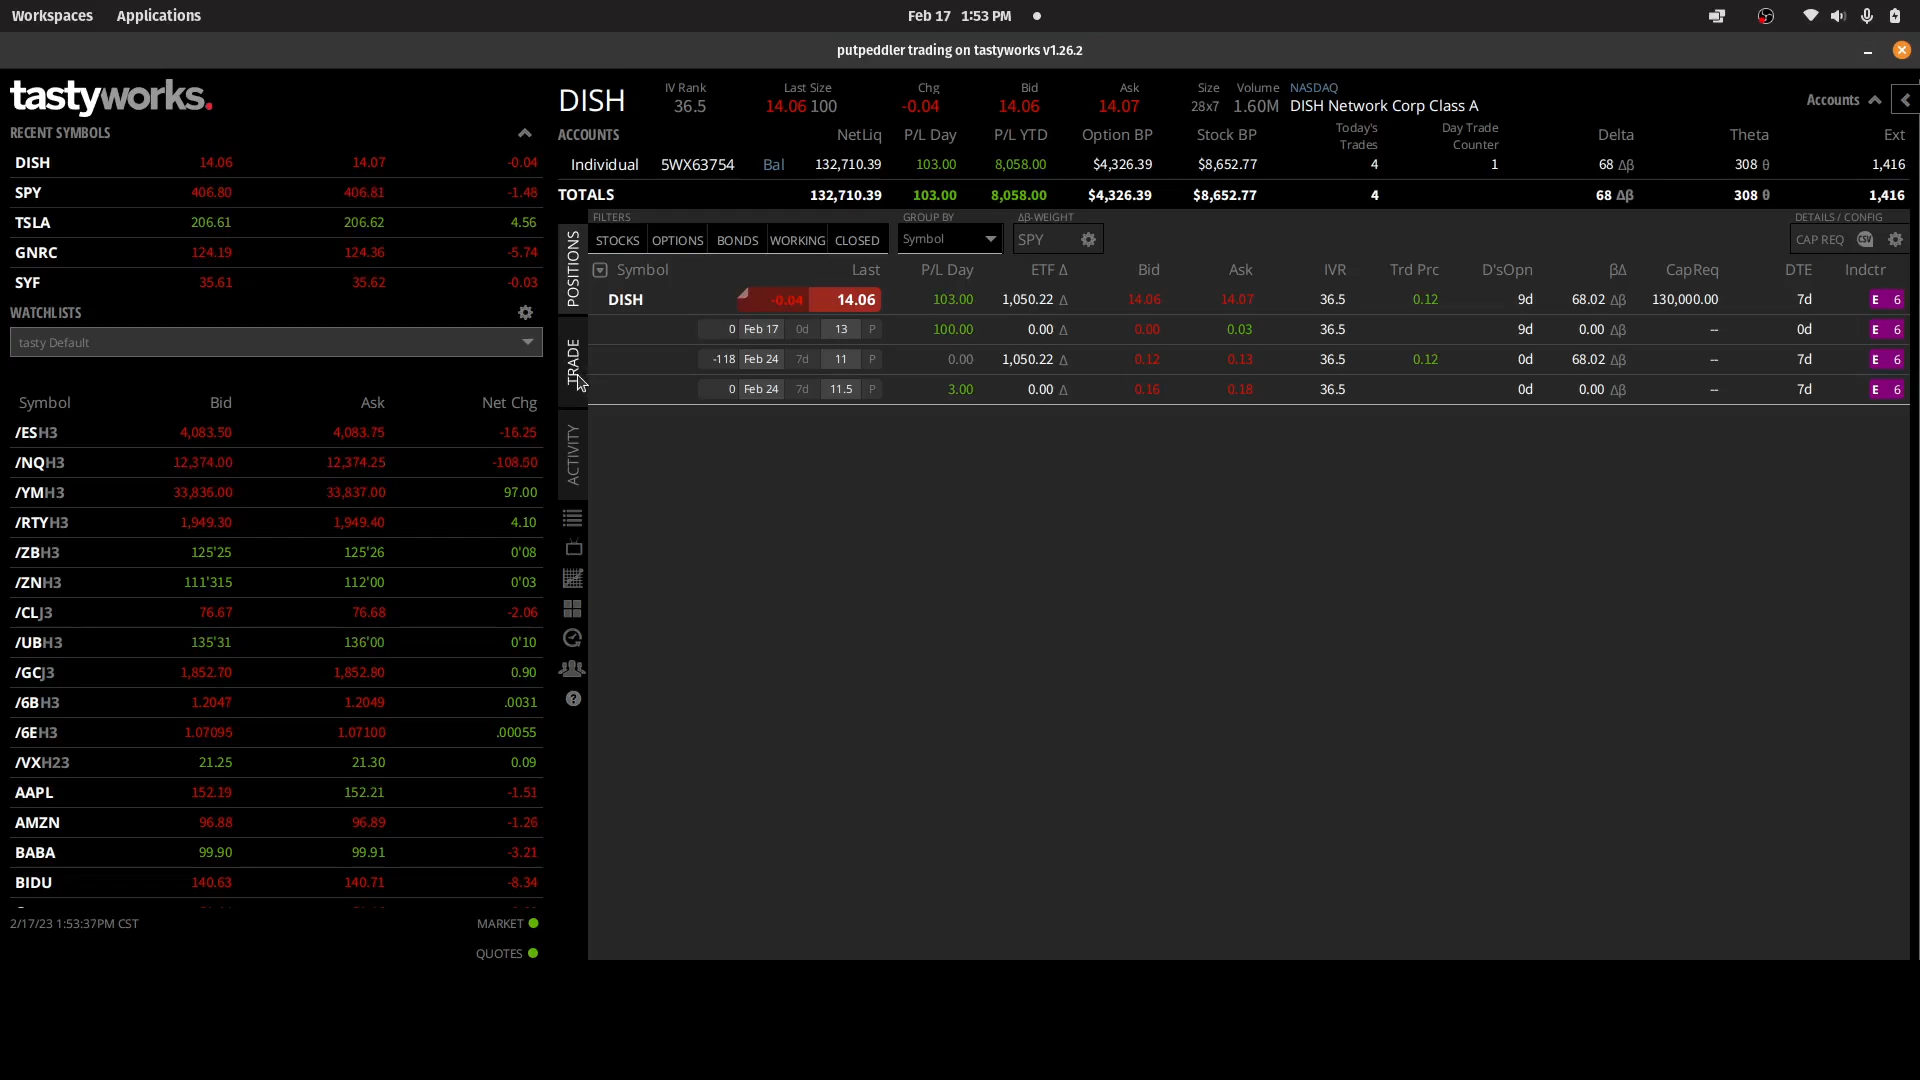 Workspaces Applications Feb 17 1:53 PM
putpeddler trading on tastyworks v1.26.2
tastyworks.
RECENT SYMBOLS
DISH 14.06 14.07 -0.04
SPY 406.80 406.81 -1.48
TSLA 206.61 206.62 4.56
GNRC 124.19 124.36 -5.74
SYF 35.61 35.62 -0.03
WATCHLISTS
tasty Default
Symbol Bid Ask Net Chg
/ESH3 4,083.50 4,083.75 -16.25
/NQH3 12,374.00 12,374.25 -108.50
/YMH3 33,836.00 33,837.00 97.00
/RTYH3 1,949.30 1,949.40 4.10
/ZBH3 125'25 125'26 0'08
/ZNH3 111'315 112'00 0'03
/CLJ3 76.67 76.68 -2.06
/UBH3 135'31 136'00 0'10
/GCJ3 1,852.70 1,852.80 0.90
/6BH3 1.2047 1.2049 .0031
/6EH3 1.07095 1.07100 .00055
/VXH23 21.25 21.30 0.09
AAPL 152.19 152.21 -1.51
AMZN 96.88 96.89 -1.26
BABA 99.90 99.91 -3.21
BIDU 140.63 140.71 -8.34
2/17/23 1:53:37PM CST MARKET
QUOTES
DISH IV Rank 36.5 Last Size 14.06 100 Chg -0.04 Bid 14.06 Ask 14.07 Size 28x7 Volume 1.60M NASDAQ DISH Network Corp Class A Accounts
ACCOUNTS NetLiq P/L Day P/L YTD Option BP Stock BP Today's Trades Day Trade Counter Delta Theta Ext
Individual 5WX63754 Bal 132,710.39 103.00 8,058.00 $4,326.39 $8,652.77 4 1 68 Δβ 308 θ 1,416
TOTALS 132,710.39 103.00 8,058.00 $4,326.39 $8,652.77 4 68 Δβ 308 θ 1,416
FILTERS GROUP BY Δβ-WEIGHT DETAILS / CONFIG
STOCKS OPTIONS BONDS WORKING CLOSED Symbol SPY CAP REQ CSV
Symbol Last P/L Day ETF Δ Bid Ask IVR Trd Prc D'sOpn βΔ CapReq DTE Indctr
DISH -0.04 14.06 103.00 1,050.22 Δ 14.06 14.07 36.5 0.12 9d 68.02 Δβ 130,000.00 7d E 6
0 Feb 17 0d 13 P 100.00 0.00 Δ 0.00 0.03 36.5 9d 0.00 Δβ -- 0d E 6
-118 Feb 24 7d 11 P 0.00 1,050.22 Δ 0.12 0.13 36.5 0.12 0d 68.02 Δβ -- 7d E 6
0 Feb 24 7d 11.5 P 3.00 0.00 Δ 0.16 0.18 36.5 0d 0.00 Δβ -- 7d E 6
POSITIONS
TRADE
ACTIVITY